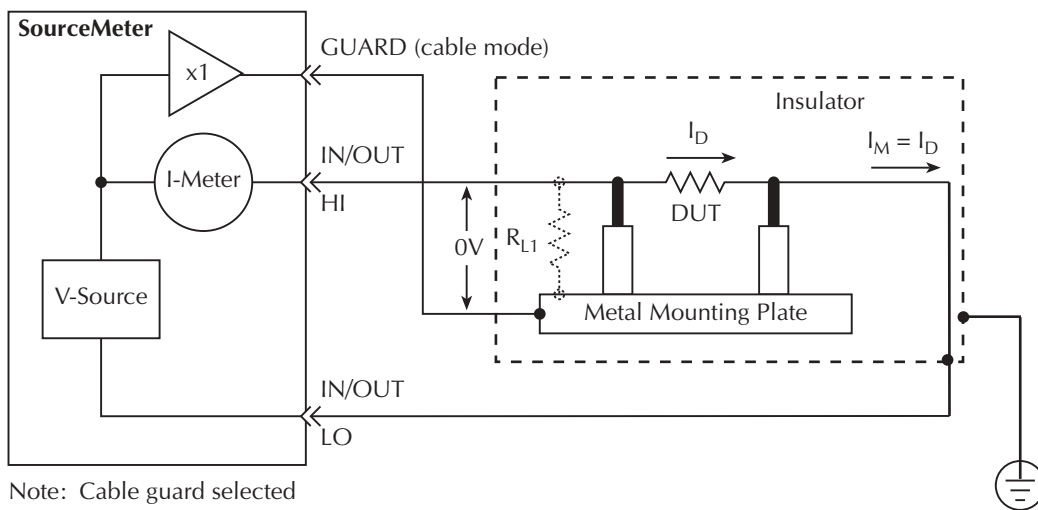 SourceMeter
GUARD (cable mode)
x1
Insulator
I-Meter
IN/OUT
HI
I_D
I_M = I_D
DUT
0V
R_L1
V-Source
Metal Mounting Plate
IN/OUT
LO
Note: Cable guard selected